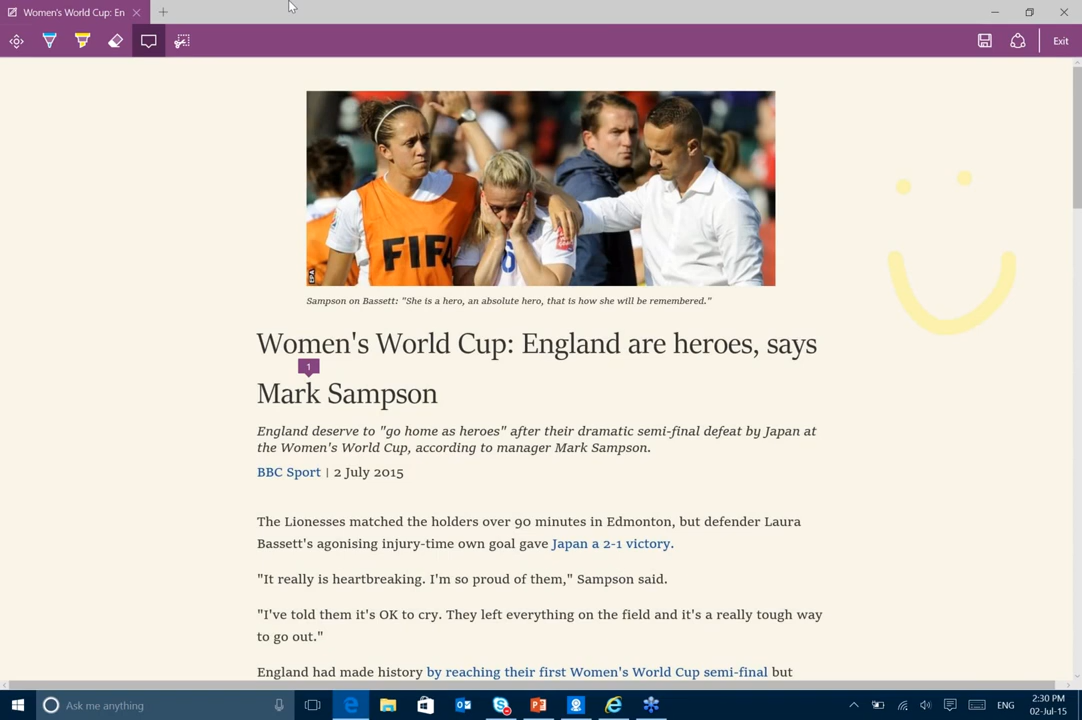 Women's World Cup: En
Exit
FIFA
6
EPA
Sampson on Bassett: "She is a hero, an absolute hero, that is how she will be remembered."
Women's World Cup: England are heroes, says
1
Mark Sampson
England deserve to "go home as heroes" after their dramatic semi-final defeat by Japan at
the Women's World Cup, according to manager Mark Sampson.
BBC Sport | 2 July 2015
The Lionesses matched the holders over 90 minutes in Edmonton, but defender Laura
Bassett's agonising injury-time own goal gave Japan a 2-1 victory.
"It really is heartbreaking. I'm so proud of them," Sampson said.
"I've told them it's OK to cry. They left everything on the field and it's a really tough way
to go out."
England had made history by reaching their first Women's World Cup semi-final but
Ask me anything
ENG
2:30 PM
02-Jul-15